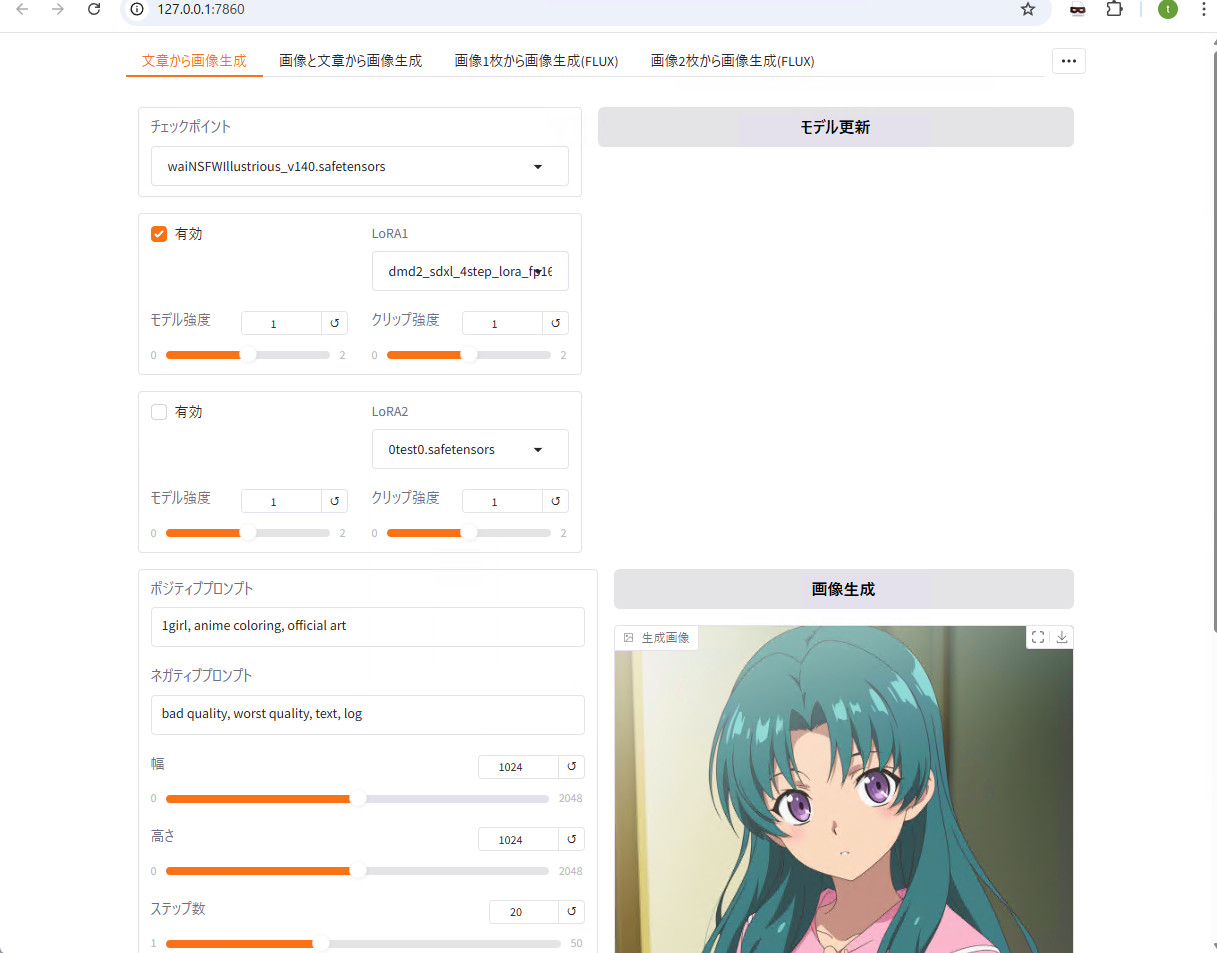 127.0.0.1:7860
t
文章から画像生成
画像と文章から画像生成
画像1枚から画像生成(FLUX)
画像2枚から画像生成(FLUX)
チェックポイント
waiNSFWIllustrious_v140.safetensors
モデル更新
有効
LoRA1
dmd2_sdxl_4step_lora_fp16
モデル強度
1
クリップ強度
1
0
2
0
2
有効
LoRA2
0test0.safetensors
モデル強度
1
クリップ強度
1
0
2
0
2
ポジティブプロンプト
1girl, anime coloring, official art
ネガティブプロンプト
bad quality, worst quality, text, log
幅
1024
0
2048
高さ
1024
0
2048
ステップ数
20
1
50
画像生成
生成画像